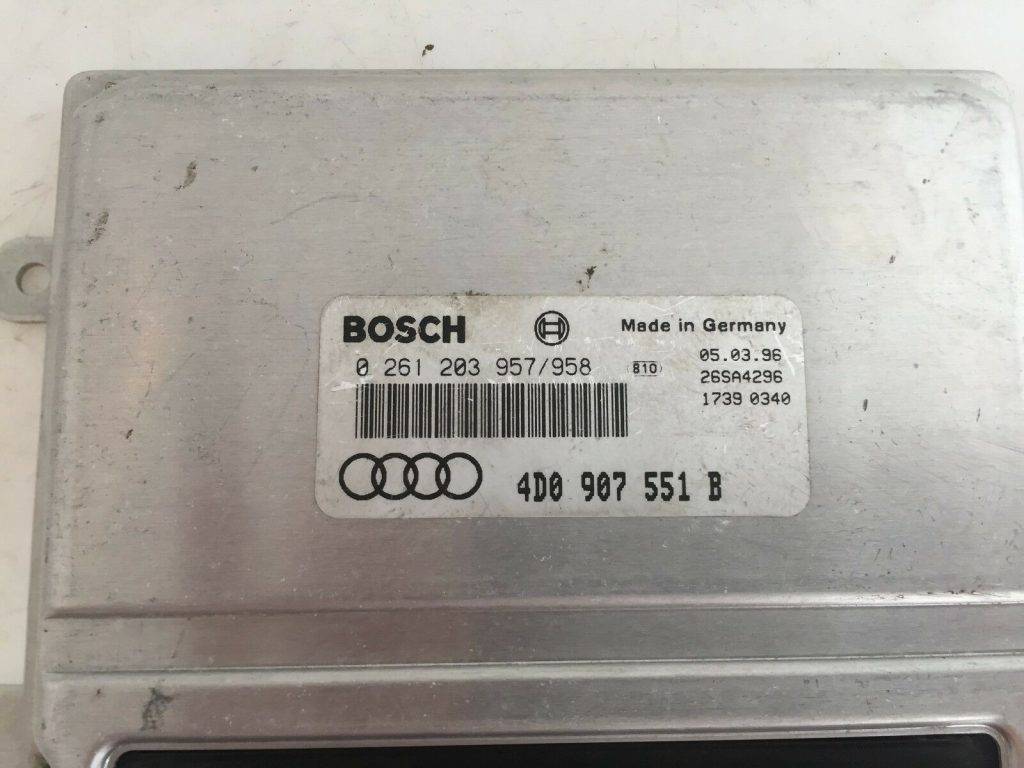 BOSCH
Made in Germany
0 261 203 957/958
810
05.03.96
26SA4296
1739 0340
4D0 907 551 B